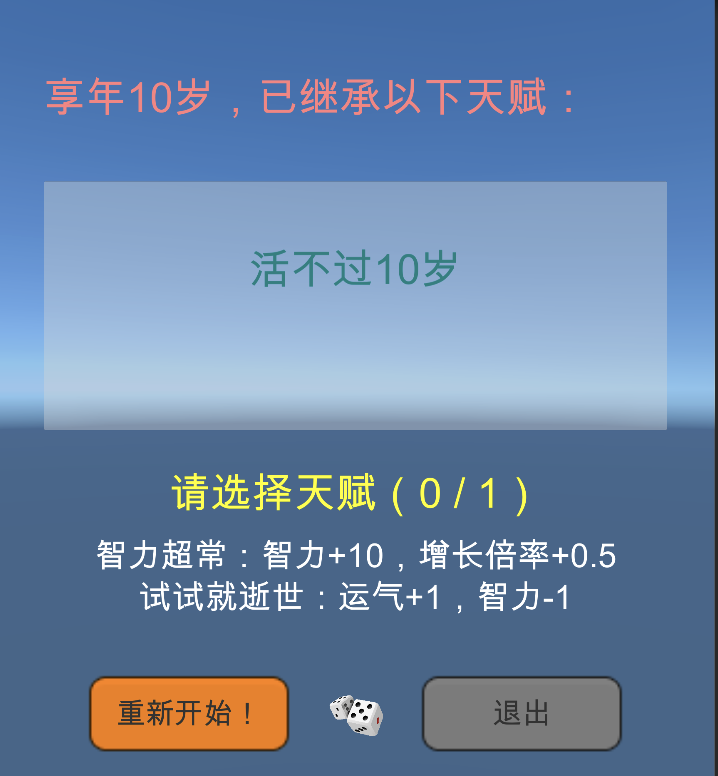 享年10岁，已继承以下天赋：
活不过10岁
请选择天赋（0 / 1）
智力超常：智力+10，增长倍率+0.5
试试就逝世：运气+1，智力-1
重新开始！
退出